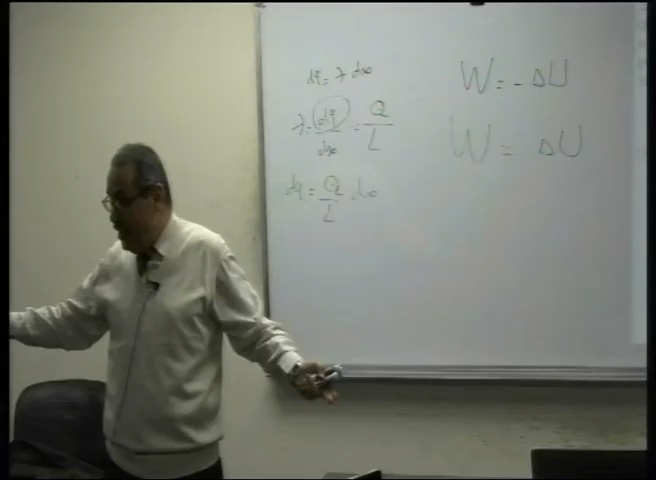 dq = λ dx
λ = dq/dx = Q/L
dq = Q/L dx
W = - ΔU
W = ΔU